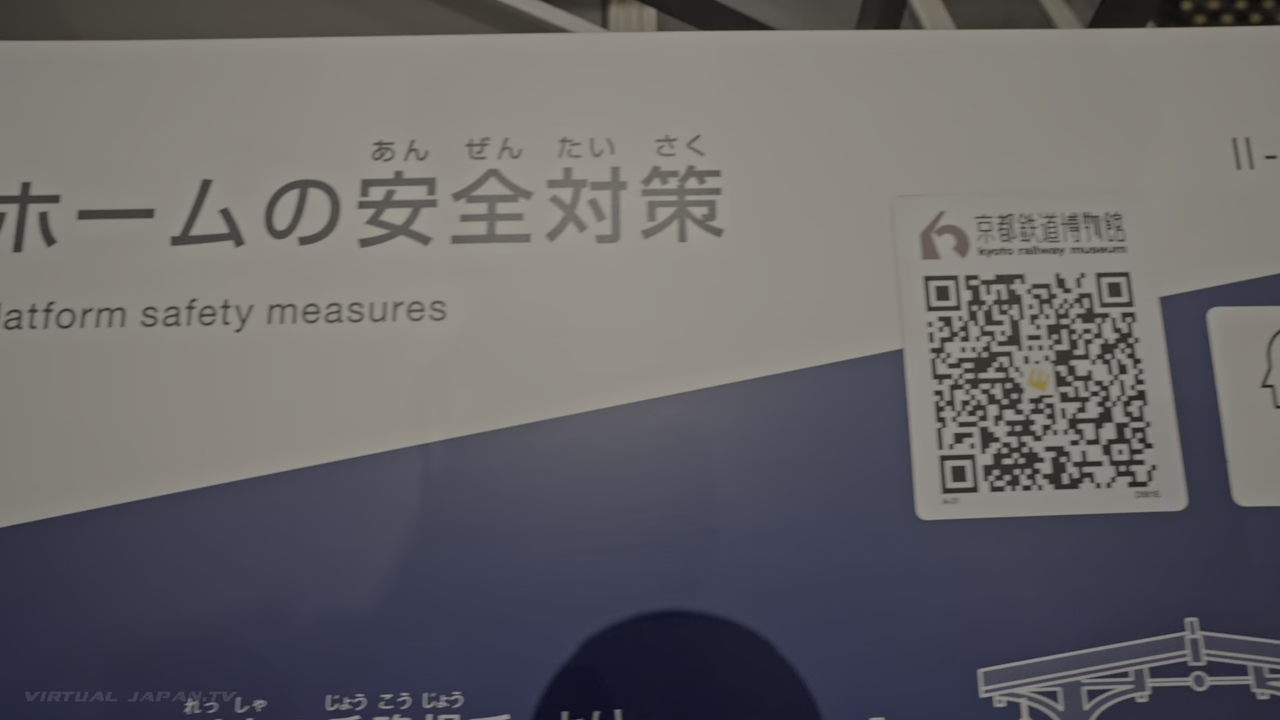 あん ぜん たい さく
ホームの安全対策
latform safety measures
II-
京都鉄道博物館
kyoto railway museum
VIRTUAL JAPAN.TV
れっ しゃ
じょう こう じょう